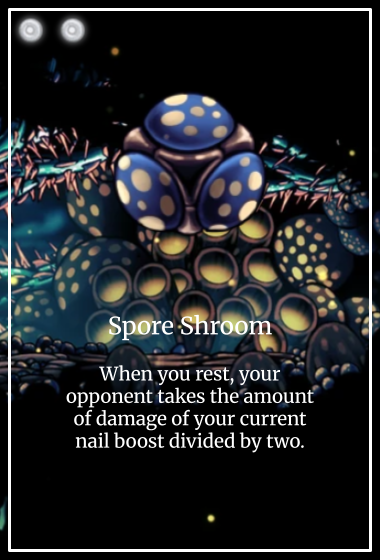 Spore Shroom
When you rest, your
opponent takes the amount
of damage of your current
nail boost divided by two.